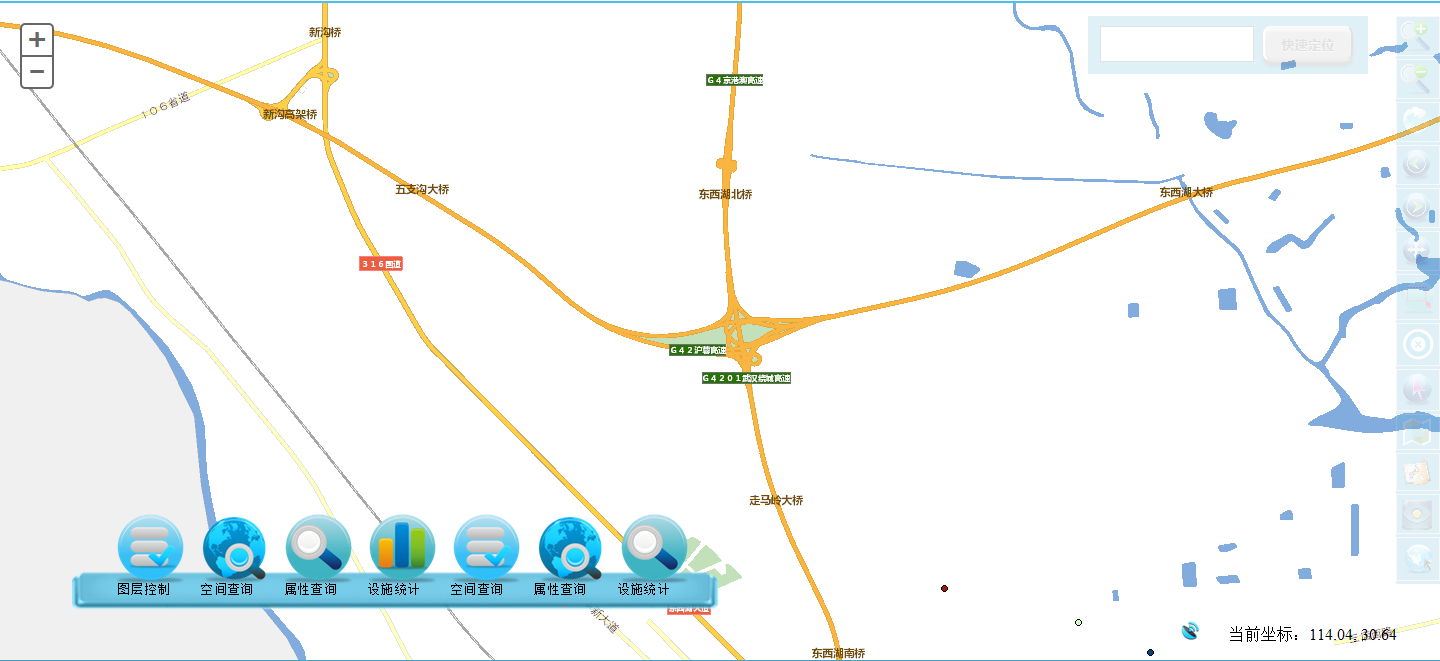 新沟桥
快速定位
G4京港澳高速
106省道
新沟高架桥
五支沟大桥
东西湖北桥
东西湖大桥
316国道
G42沪蓉高速
G4201武汉绕城高速
走马岭大桥
图层控制
空间查询
属性查询
设施统计
空间查询
属性查询
设施统计
新大道
当前坐标：114.04, 30.64
东西湖南桥